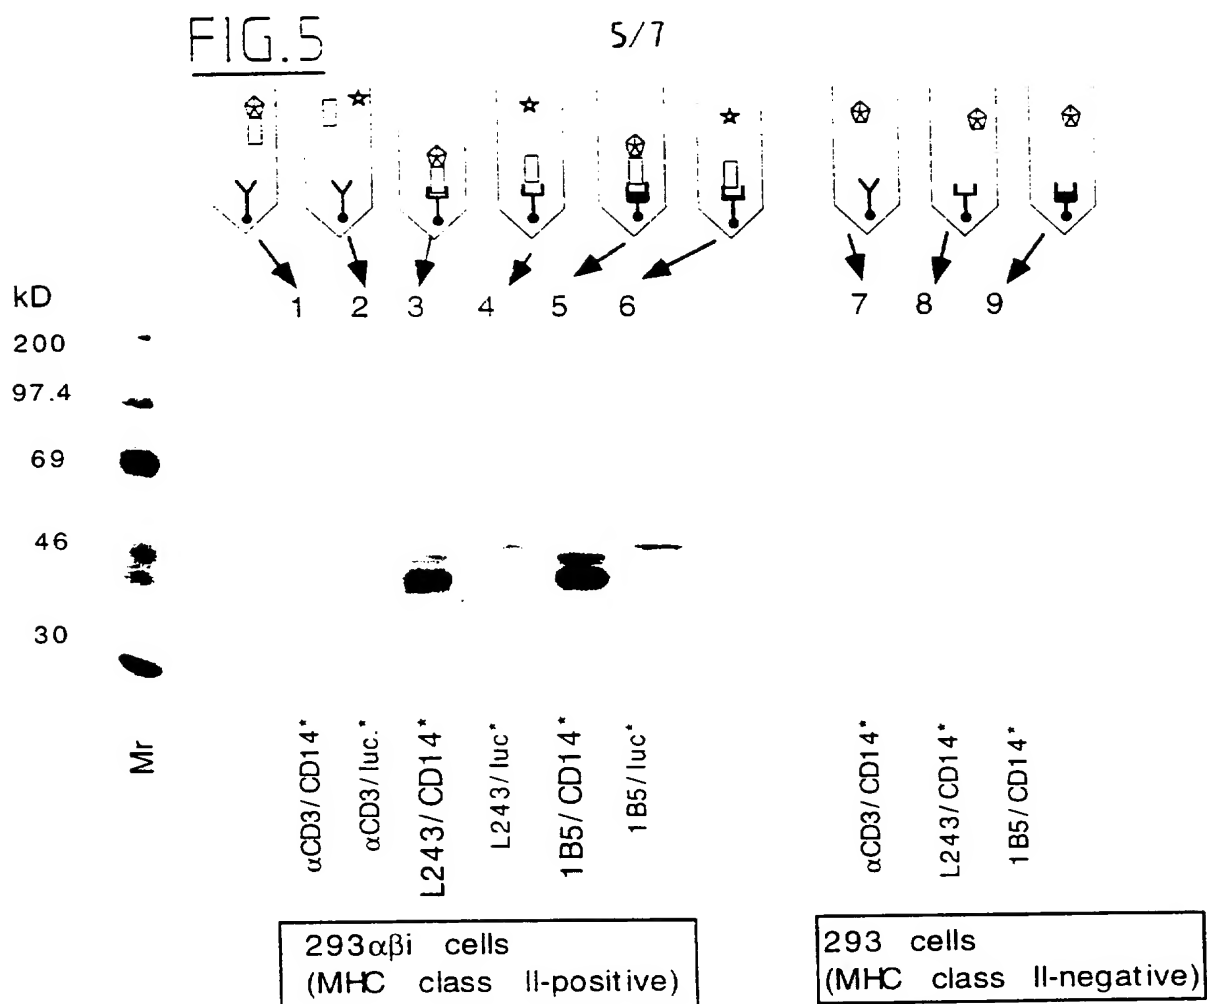 FIG.5
5/7
1 2 3 4 5 6 7 8 9
kD
200
97.4
69
46
30
Mr
αCD3/CD14*
αCD3/luc.*
L243/CD14*
L243/luc*
1B5/CD14*
1B5/luc*
αCD3/CD14*
L243/CD14*
1B5/CD14*
293αβi cells
(MHC class II-positive)
293 cells
(MHC class II-negative)